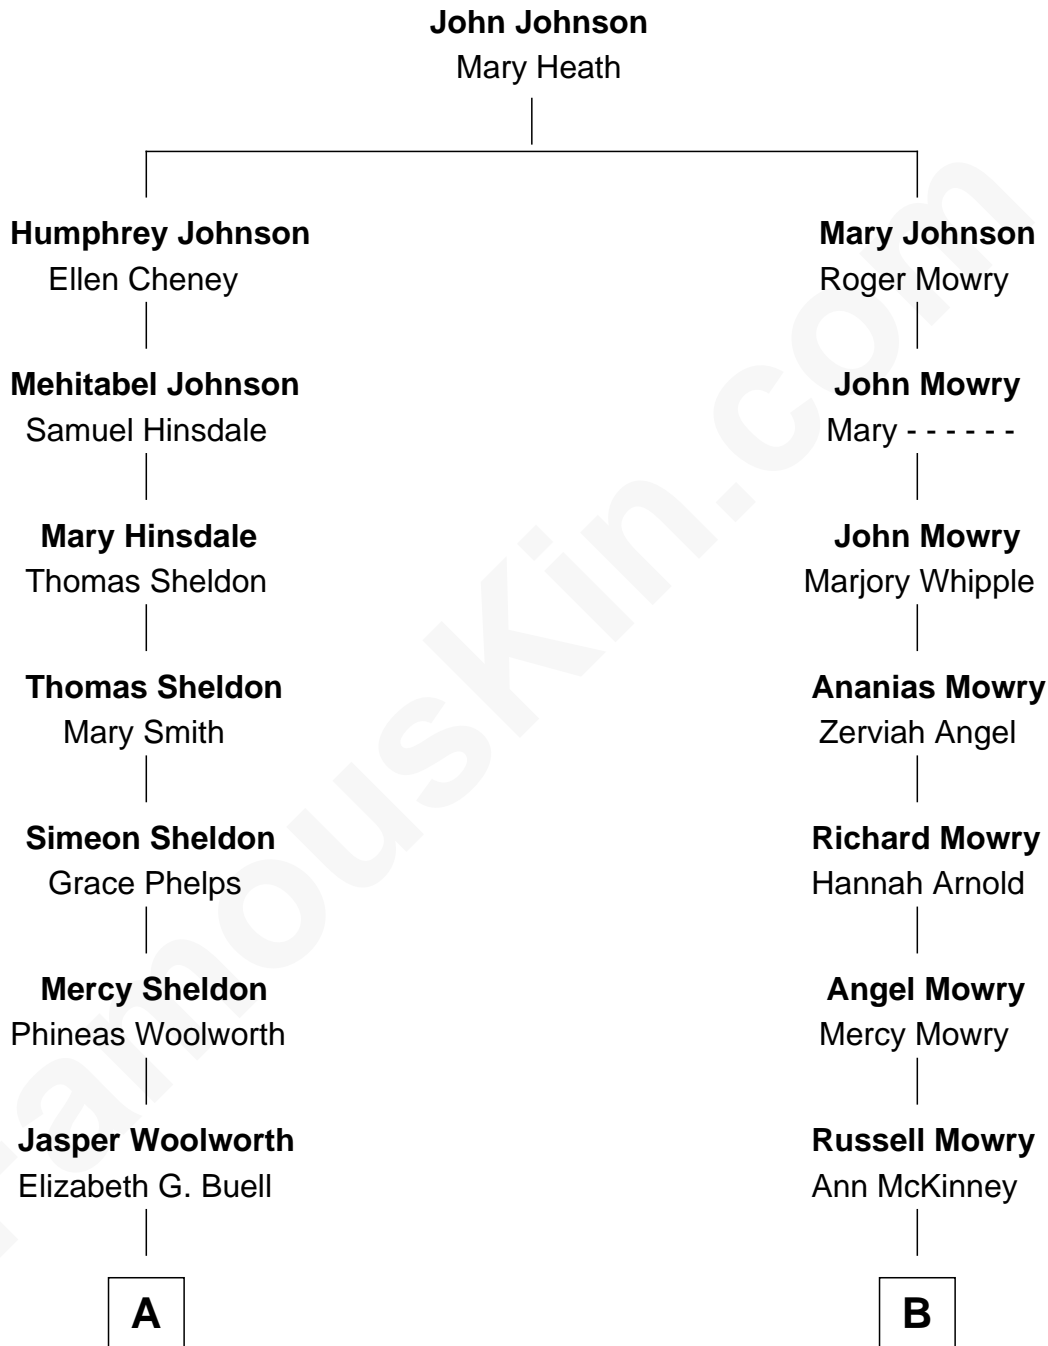 John Johnson
Mary Heath
Humphrey Johnson
Ellen Cheney
Mehitabel Johnson
Samuel Hinsdale
Mary Hinsdale
Thomas Sheldon
Thomas Sheldon
Mary Smith
Simeon Sheldon
Grace Phelps
Mercy Sheldon
Phineas Woolworth
Jasper Woolworth
Elizabeth G. Buell
A
Mary Johnson
Roger Mowry
John Mowry
Mary - - - - - -
John Mowry
Marjory Whipple
Ananias Mowry
Zerviah Angel
Richard Mowry
Hannah Arnold
Angel Mowry
Mercy Mowry
Russell Mowry
Ann McKinney
B
FamousKin.com